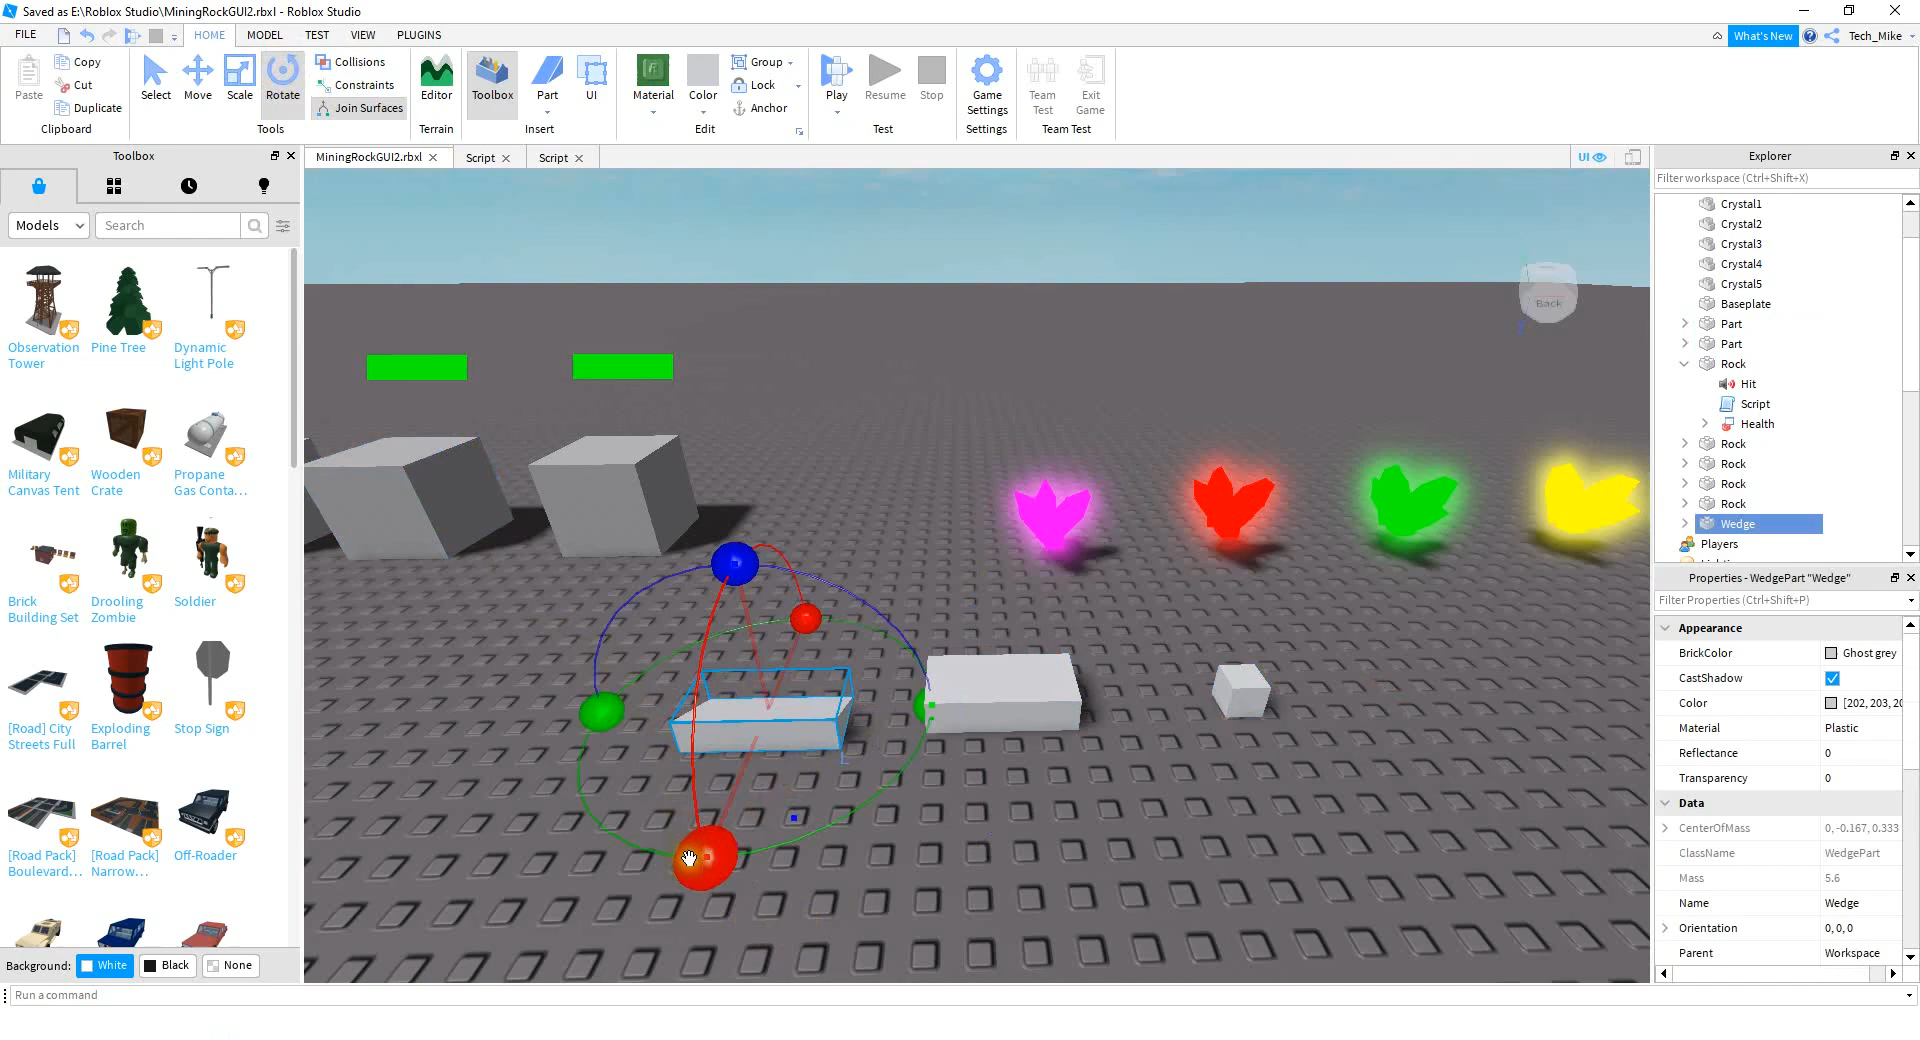 Saved as E:\Roblox Studio\MiningRockGUI2.rbxl - Roblox Studio
FILE HOME MODEL TEST VIEW PLUGINS What's New Tech_Mike
Paste Copy Cut Duplicate
Clipboard
Select Move Scale Rotate Collisions Constraints Join Surfaces
Tools
Editor
Terrain
Toolbox Part UI
Insert
Material Color Group Lock Anchor
Edit
Play Resume Stop
Test
Game Settings
Settings
Team Test Exit Game
Team Test
Toolbox
Models Search
Observation Tower
Pine Tree
Dynamic Light Pole
Military Canvas Tent
Wooden Crate
Propane Gas Conta...
Brick Building Set
Drooling Zombie
Soldier
[Road] City Streets Full
Exploding Barrel
Stop Sign
[Road Pack] Boulevard...
[Road Pack] Narrow...
Off-Roader
Background: White Black None
Run a command
MiningRockGUI2.rbxl Script Script UI
Back
Explorer
Filter workspace (Ctrl+Shift+X)
Crystal1
Crystal2
Crystal3
Crystal4
Crystal5
Baseplate
Part
Part
Rock
Hit
Script
Health
Rock
Rock
Rock
Rock
Wedge
Players
Properties - WedgePart "Wedge"
Filter Properties (Ctrl+Shift+P)
Appearance
BrickColor Ghost grey
CastShadow
Color [202, 203, 20
Material Plastic
Reflectance 0
Transparency 0
Data
CenterOfMass 0, -0.167, 0.333
ClassName WedgePart
Mass 5.6
Name Wedge
Orientation 0, 0, 0
Parent Workspace